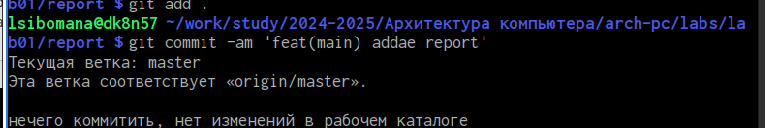 b01/report $ git add .
lsibomana@dk8n57 ~/work/study/2024-2025/Архитектура компьютера/arch-pc/labs/la
b01/report $ git commit -am 'feat(main) addae report'
Текущая ветка: master
Эта ветка соответствует «origin/master».
нечего коммитить, нет изменений в рабочем каталоге